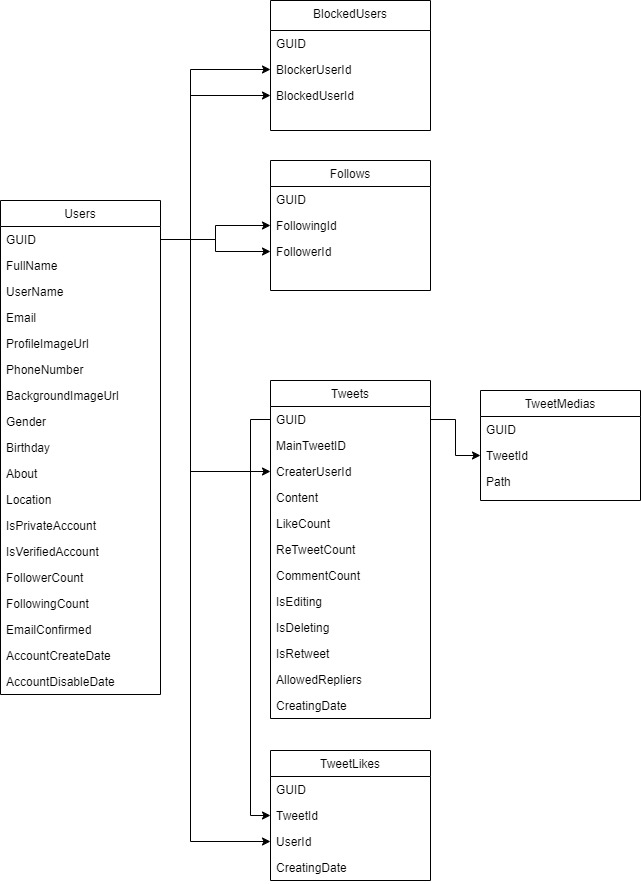 BlockedUsers
GUID
BlockerUserId
BlockedUserId
Follows
GUID
FollowingId
FollowerId
Users
GUID
FullName
UserName
Email
ProfileImageUrl
PhoneNumber
BackgroundImageUrl
Gender
Birthday
About
Location
IsPrivateAccount
IsVerifiedAccount
FollowerCount
FollowingCount
EmailConfirmed
AccountCreateDate
AccountDisableDate
Tweets
GUID
MainTweetID
CreaterUserId
Content
LikeCount
ReTweetCount
CommentCount
IsEditing
IsDeleting
IsRetweet
AllowedRepliers
CreatingDate
TweetMedias
GUID
TweetId
Path
TweetLikes
GUID
TweetId
UserId
CreatingDate